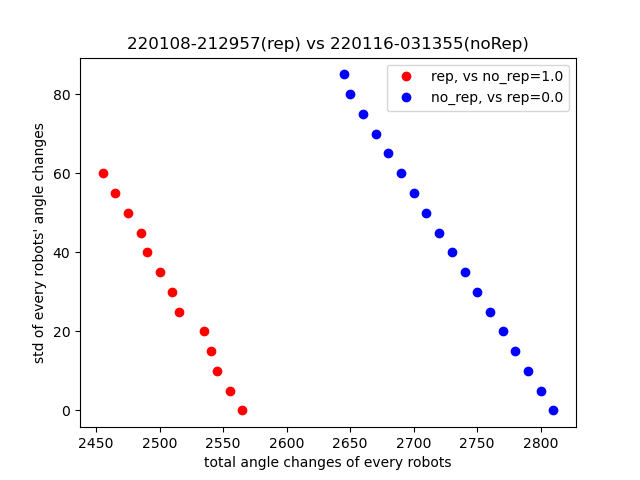 220108-212957(rep) vs 220116-031355(noRep)
rep, vs no_rep=1.0
no_rep, vs rep=0.0
std of every robots' angle changes
80
60
40
20
0
2450 2500 2550 2600 2650 2700 2750 2800
total angle changes of every robots